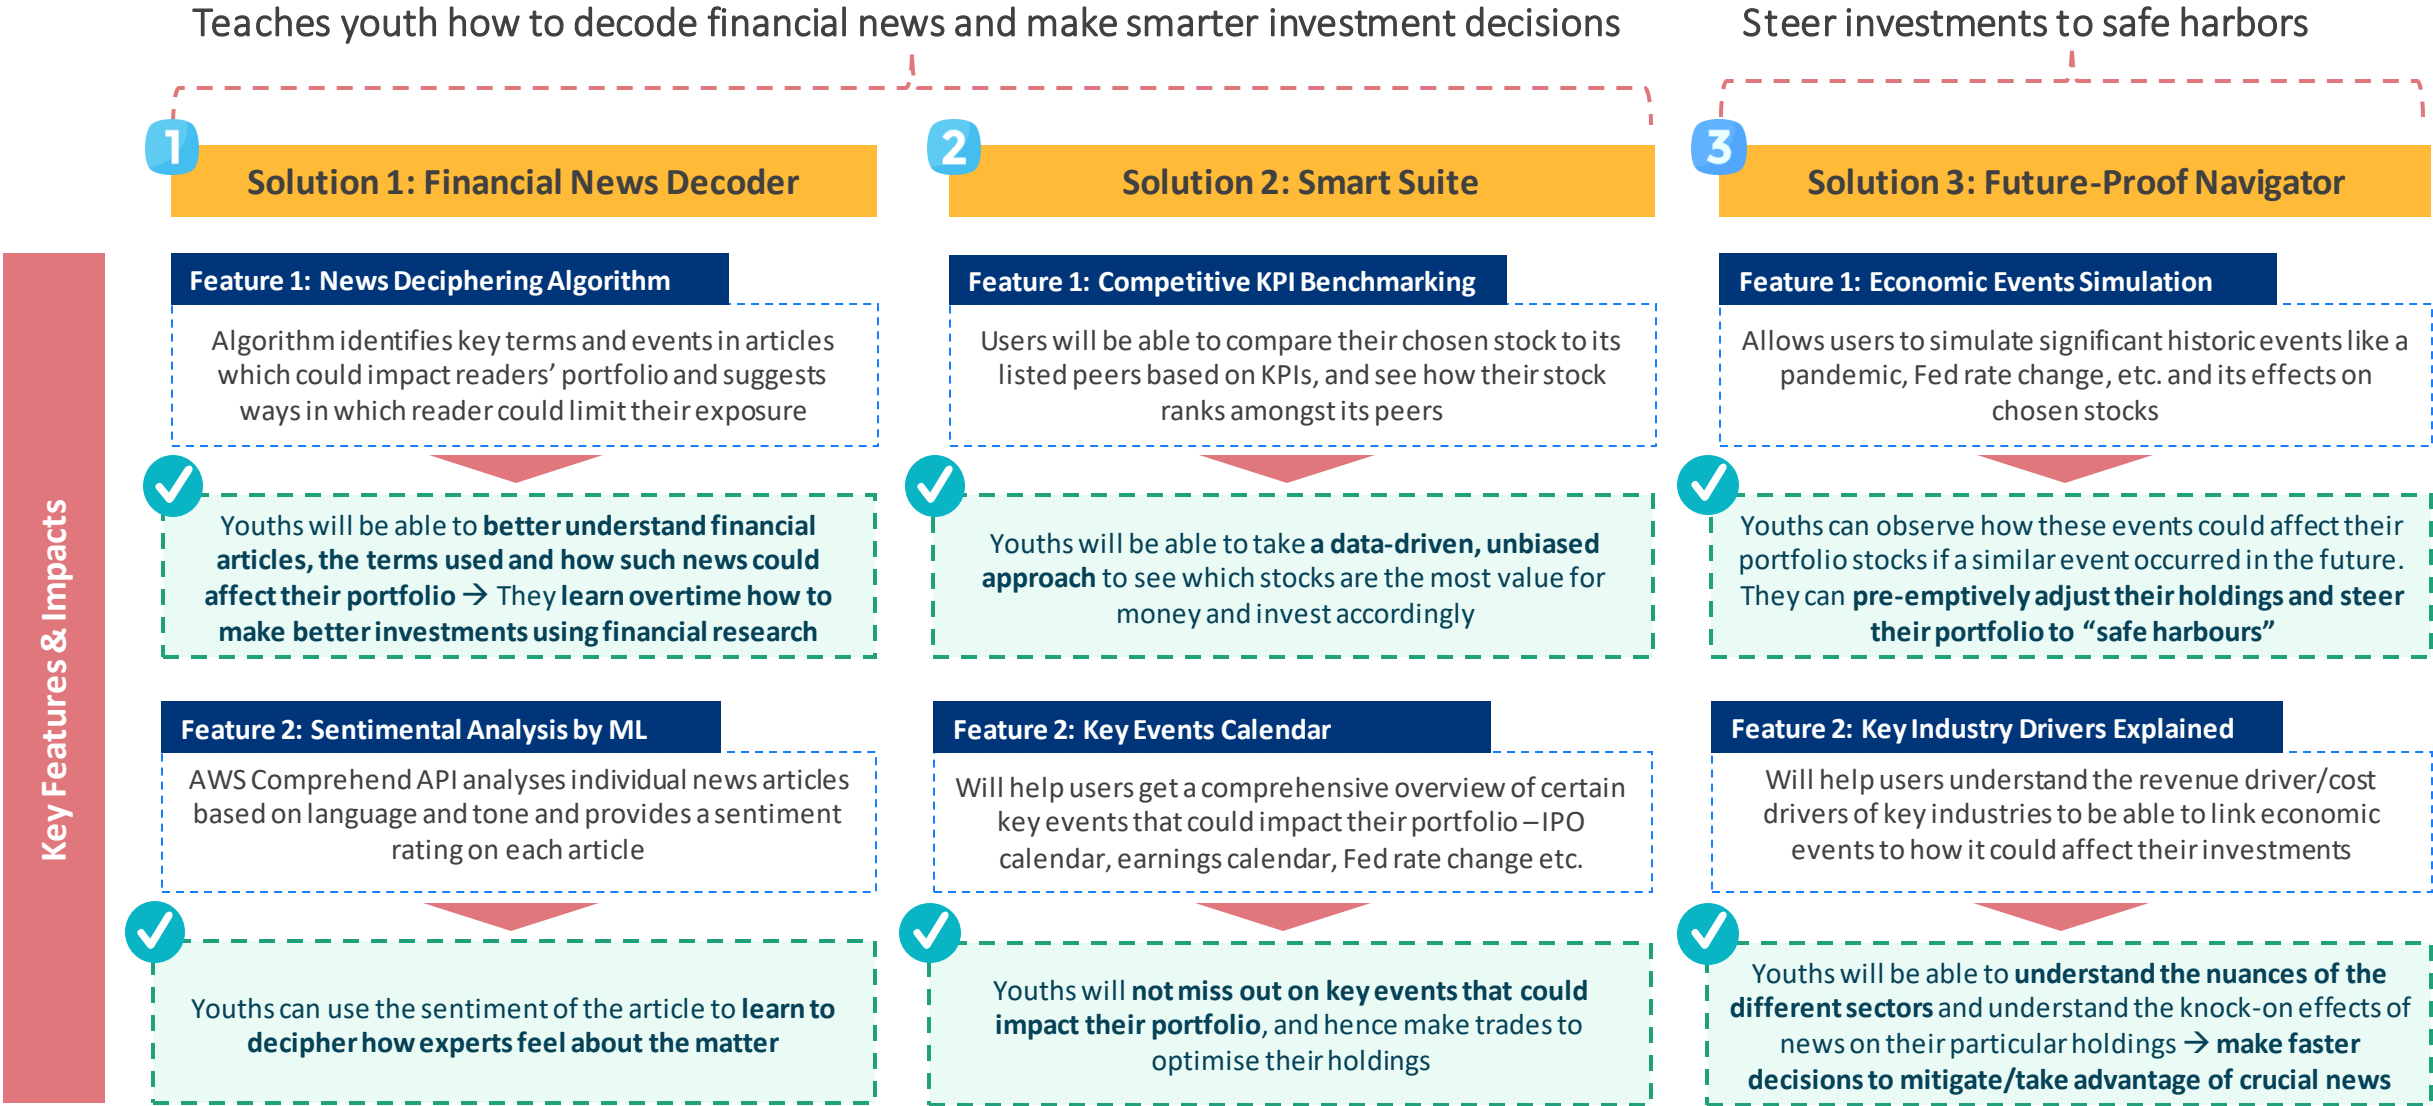 Teaches youth how to decode financial news and make smarter investment decisions
Steer investments to safe harbors
1
Solution 1: Financial News Decoder
2
Solution 2: Smart Suite
3
Solution 3: Future-Proof Navigator
Key Features & Impacts
Feature 1: News Deciphering Algorithm
Algorithm identifies key terms and events in articles
which could impact readers’ portfolio and suggests
ways in which reader could limit their exposure
Youths will be able to better understand financial
articles, the terms used and how such news could
affect their portfolio → They learn overtime how to
make better investments using financial research
Feature 2: Sentimental Analysis by ML
AWS Comprehend API analyses individual news articles
based on language and tone and provides a sentiment
rating on each article
Youths can use the sentiment of the article to learn to
decipher how experts feel about the matter
Feature 1: Competitive KPI Benchmarking
Users will be able to compare their chosen stock to its
listed peers based on KPIs, and see how their stock
ranks amongst its peers
Youths will be able to take a data-driven, unbiased
approach to see which stocks are the most value for
money and invest accordingly
Feature 2: Key Events Calendar
Will help users get a comprehensive overview of certain
key events that could impact their portfolio – IPO
calendar, earnings calendar, Fed rate change etc.
Youths will not miss out on key events that could
impact their portfolio, and hence make trades to
optimise their holdings
Feature 1: Economic Events Simulation
Allows users to simulate significant historic events like a
pandemic, Fed rate change, etc. and its effects on
chosen stocks
Youths can observe how these events could affect their
portfolio stocks if a similar event occurred in the future.
They can pre-emptively adjust their holdings and steer
their portfolio to “safe harbours”
Feature 2: Key Industry Drivers Explained
Will help users understand the revenue driver/cost
drivers of key industries to be able to link economic
events to how it could affect their investments
Youths will be able to understand the nuances of the
different sectors and understand the knock-on effects of
news on their particular holdings → make faster
decisions to mitigate/take advantage of crucial news